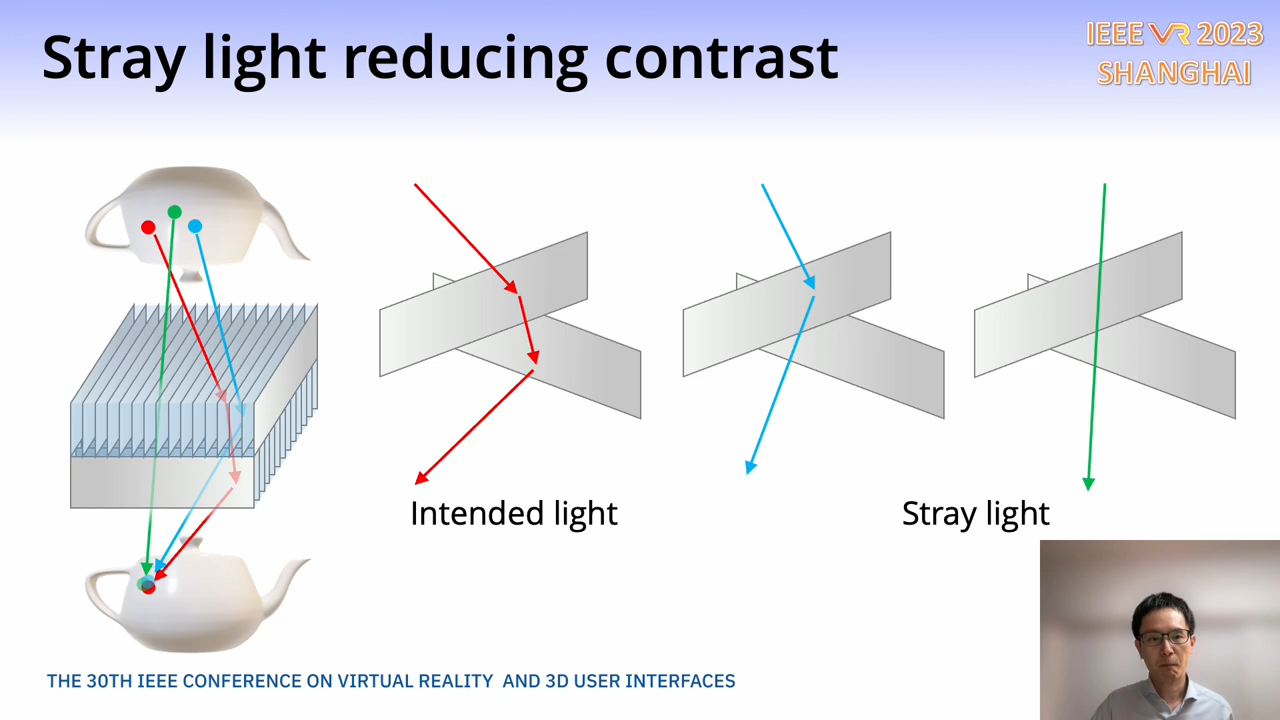 Stray light reducing contrast
IEEE VR 2023
SHANGHAI
Intended light
Stray light
THE 30TH IEEE CONFERENCE ON VIRTUAL REALITY AND 3D USER INTERFACES